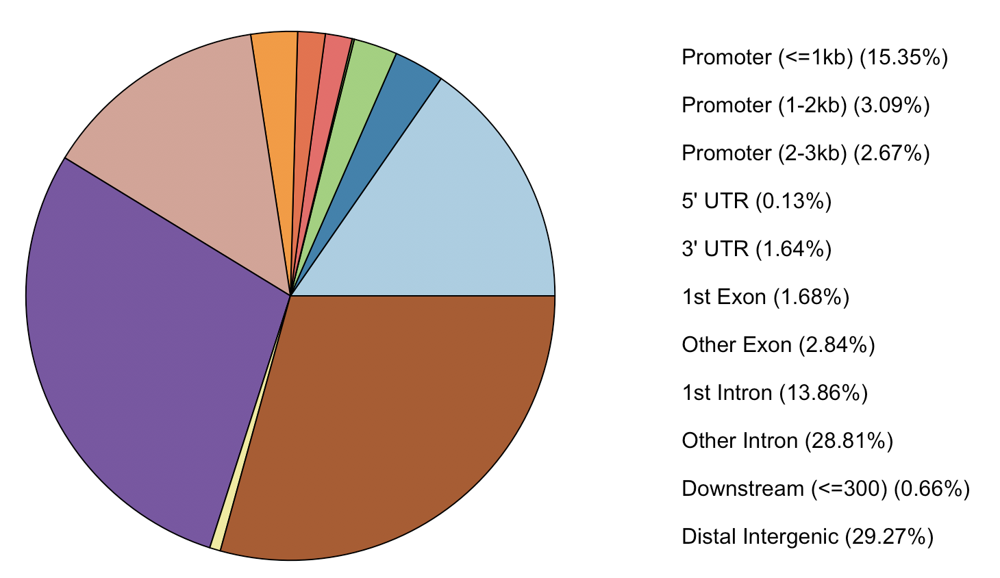 Promoter (<=1kb) (15.35%)
Promoter (1-2kb) (3.09%)
Promoter (2-3kb) (2.67%)
5' UTR (0.13%)
3' UTR (1.64%)
1st Exon (1.68%)
Other Exon (2.84%)
1st Intron (13.86%)
Other Intron (28.81%)
Downstream (<=300) (0.66%)
Distal Intergenic (29.27%)